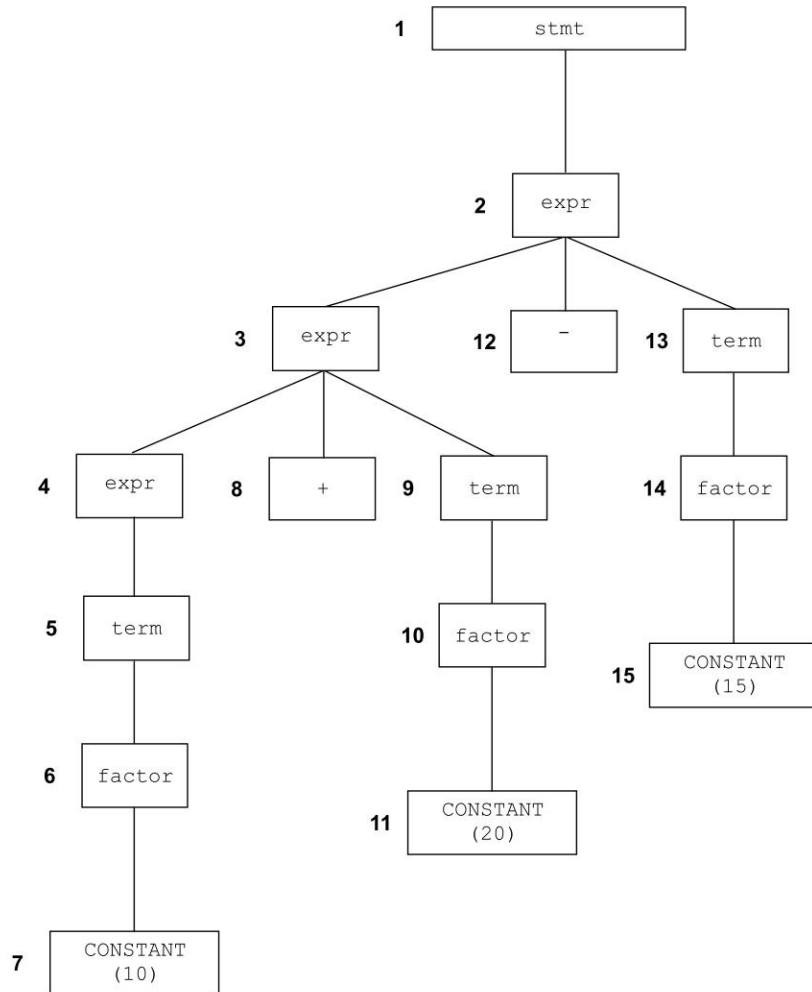 1 stmt
2 expr
3 expr
12 -
13 term
4 expr
8 +
9 term
14 factor
5 term
10 factor
15 CONSTANT
(15)
6 factor
11 CONSTANT
(20)
7 CONSTANT
(10)